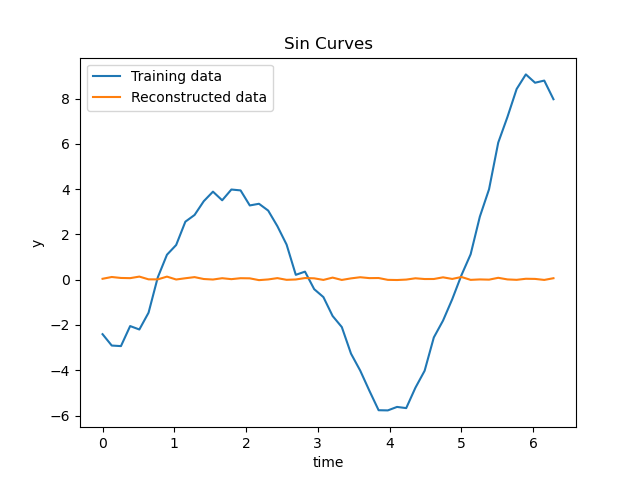 Sin Curves
Training data
Reconstructed data
8
6
4
2
0
−2
−4
−6
y
0 1 2 3 4 5 6
time